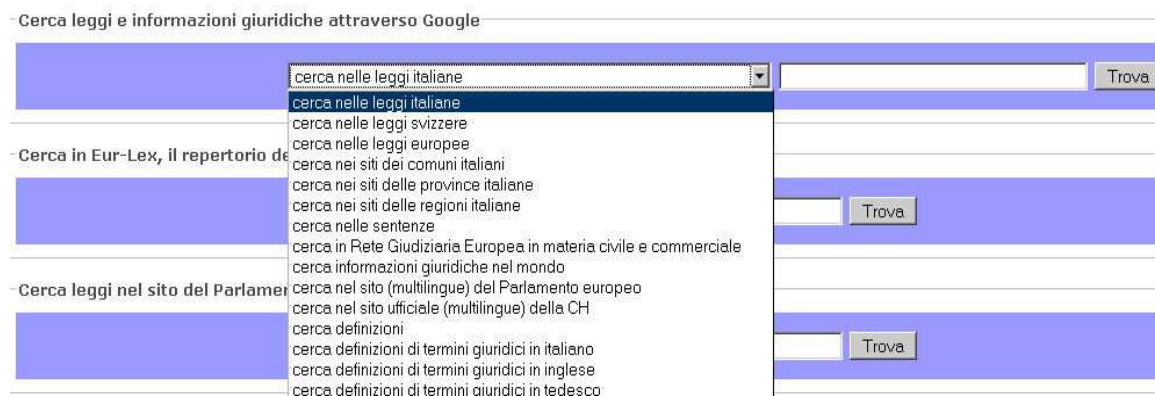 Cerca leggi e informazioni giuridiche attraverso Google
cerca nelle leggi italiane Trova
cerca nelle leggi italiane
cerca nelle leggi svizzere
cerca nelle leggi europee
Cerca in Eur-Lex, il repertorio
cerca nei siti dei comuni italiani
cerca nei siti delle province italiane
cerca nei siti delle regioni italiane
Trova
cerca nelle sentenze
cerca in Rete Giudiziaria Europea in materia civile e commerciale
cerca informazioni giuridiche nel mondo
Cerca leggi nel sito del
cerca nel sito (multilingue) del Parlamento europeo
cerca nel sito ufficiale (multilingue) della CH
cerca definizioni
Trova
cerca definizioni di termini giuridici in italiano
cerca definizioni di termini giuridici in inglese
cerca definizioni di termini giuridici in tedesco